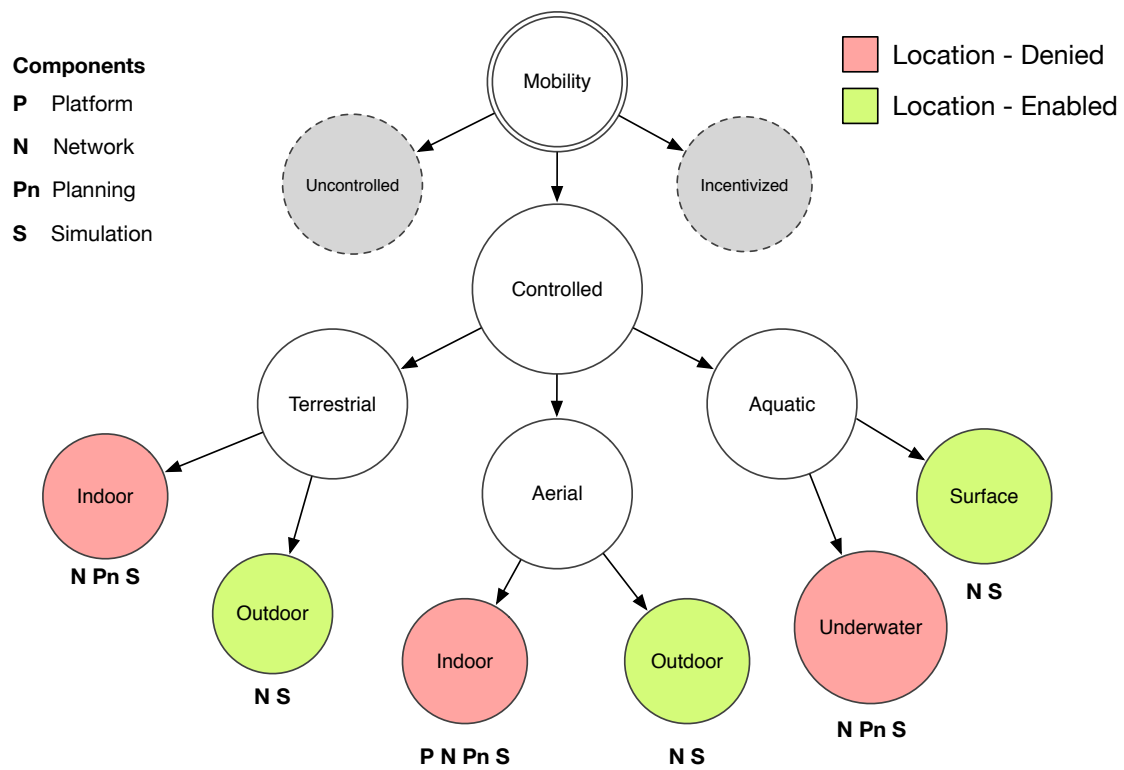 Components
P Platform
N Network
Pn Planning
S Simulation
Location - Denied
Location - Enabled
Mobility
Uncontrolled
Incentivized
Controlled
Terrestrial
Aerial
Aquatic
Indoor
N Pn S
Outdoor
N S
Indoor
P N Pn S
Outdoor
N S
Underwater
N Pn S
Surface
N S